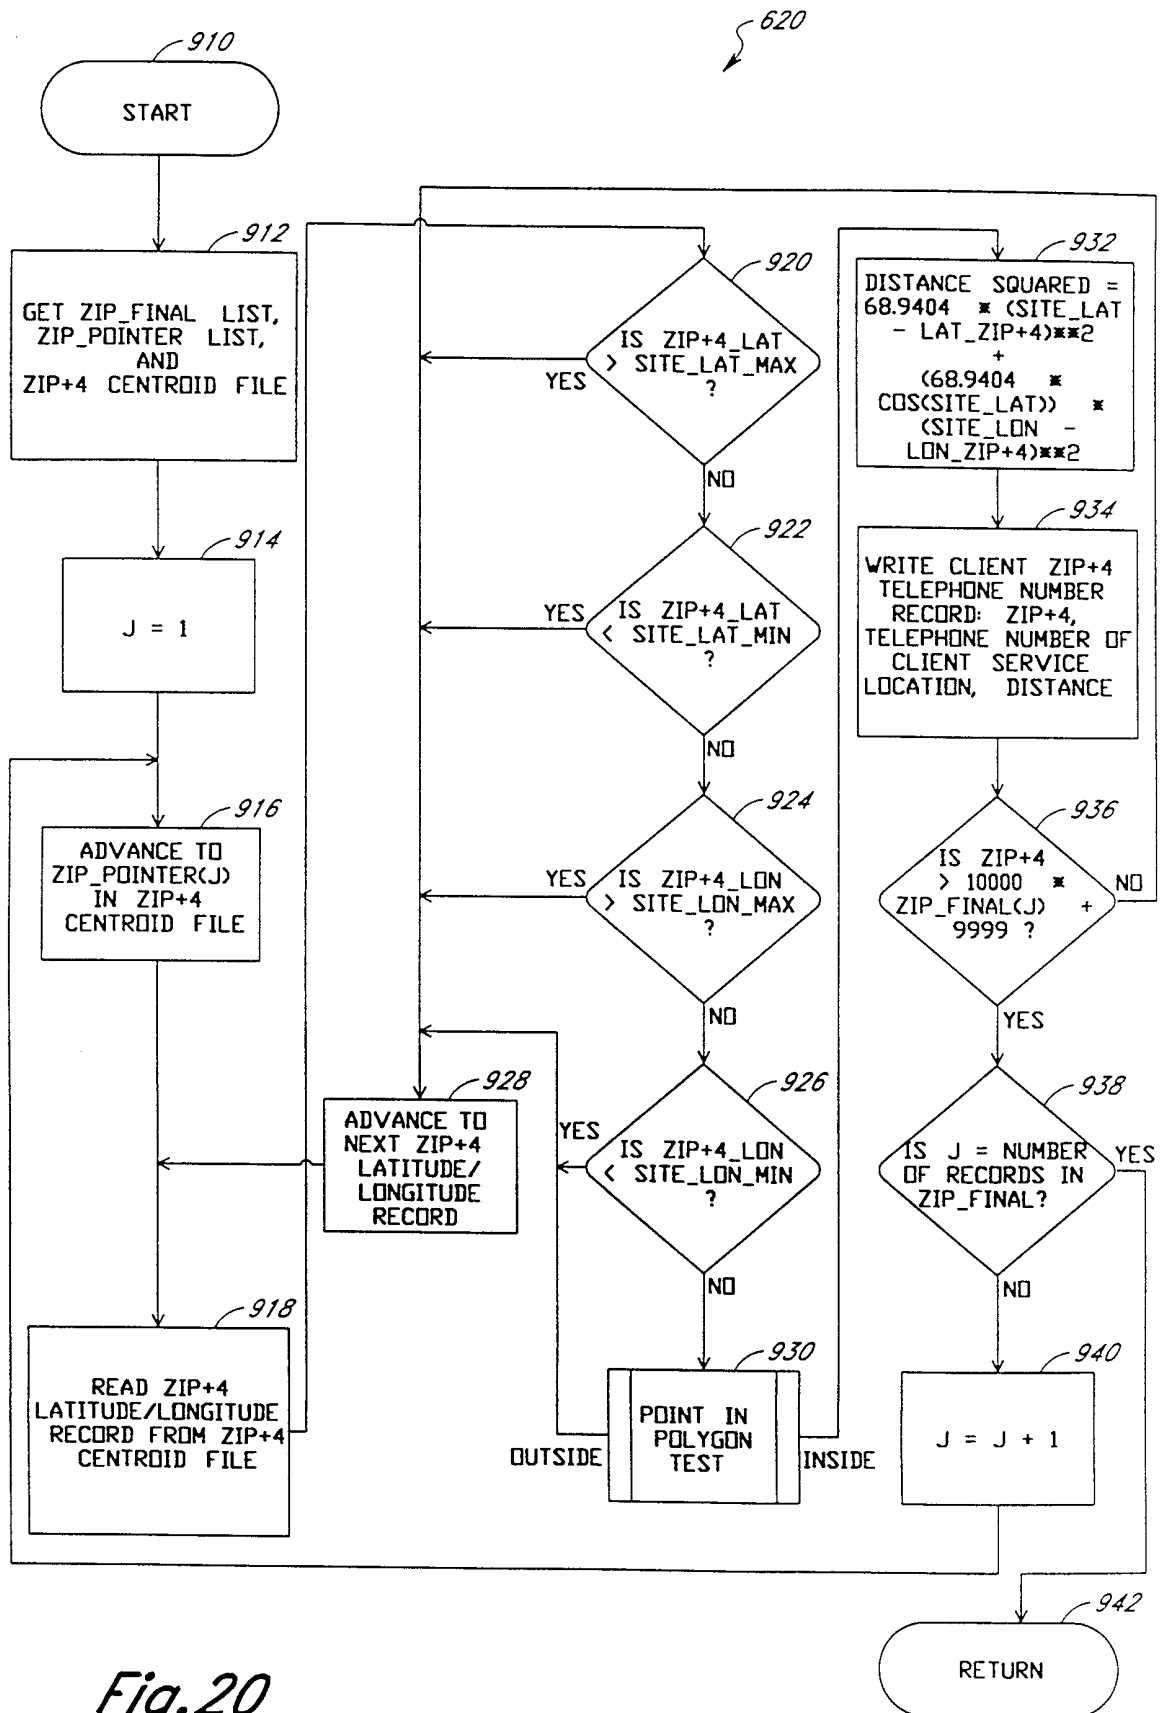 620
910
START
912
GET ZIP_FINAL LIST,
ZIP_POINTER LIST,
AND
ZIP+4 CENTROID FILE
914
J = 1
916
ADVANCE TO
ZIP_POINTER(J)
IN ZIP+4
CENTROID FILE
918
READ ZIP+4
LATITUDE/LONGITUDE
RECORD FROM ZIP+4
CENTROID FILE
920
IS ZIP+4_LAT
> SITE_LAT_MAX
?
YES
NO
922
IS ZIP+4_LAT
< SITE_LAT_MIN
?
YES
NO
924
IS ZIP+4_LON
> SITE_LON_MAX
?
YES
NO
926
IS ZIP+4_LON
< SITE_LON_MIN
?
YES
NO
928
ADVANCE TO
NEXT ZIP+4
LATITUDE/
LONGITUDE
RECORD
930
POINT IN
POLYGON
TEST
OUTSIDE
INSIDE
932
DISTANCE SQUARED =
68.9404 * (SITE_LAT
- LAT_ZIP+4)**2
+
(68.9404 *
COS(SITE_LAT)) *
(SITE_LON -
LON_ZIP+4)**2
934
WRITE CLIENT ZIP+4
TELEPHONE NUMBER
RECORD: ZIP+4,
TELEPHONE NUMBER OF
CLIENT SERVICE
LOCATION, DISTANCE
936
IS ZIP+4
> 10000 *
ZIP_FINAL(J) +
9999 ?
NO
YES
938
IS J = NUMBER
OF RECORDS IN
ZIP_FINAL?
YES
NO
940
J = J + 1
942
RETURN
Fig.20